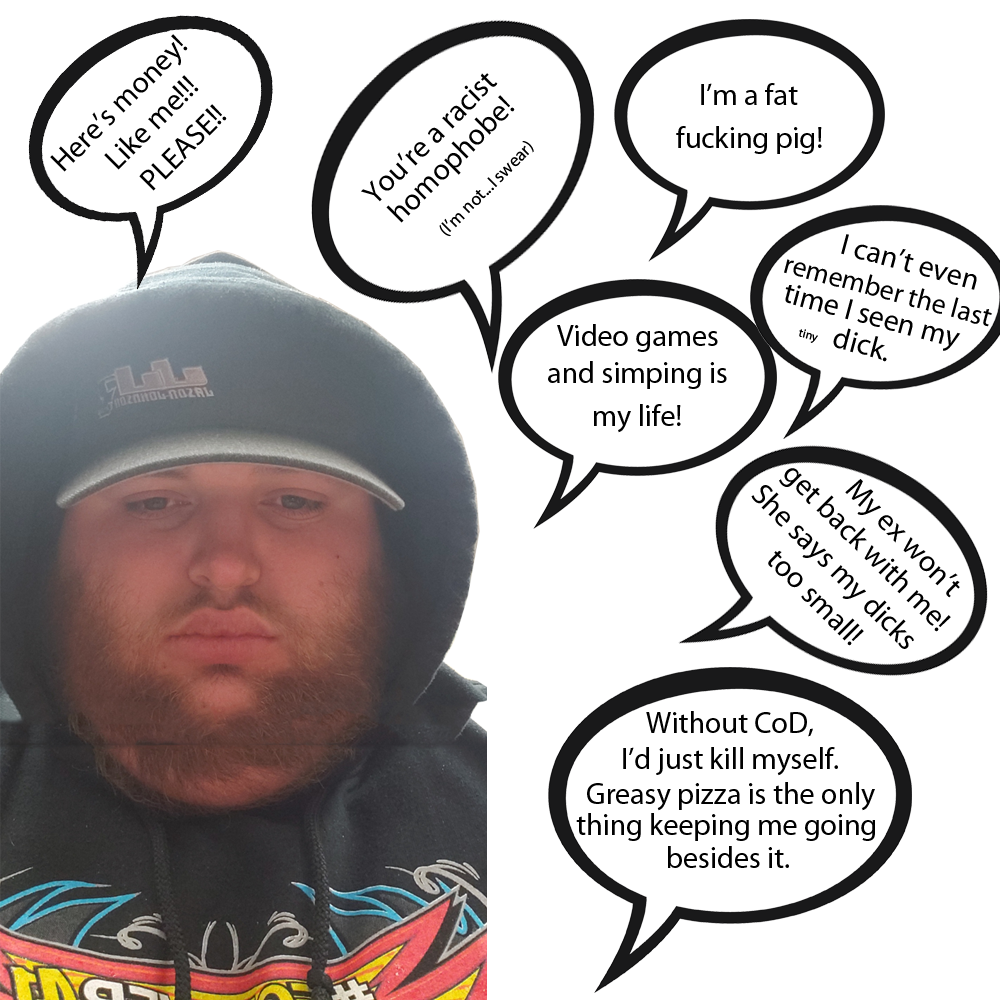 Here's money!
Like me!!!
PLEASE!!
You're a racist
homophobe!
(I'm not...I swear)
I'm a fat
fucking pig!
I can't even
remember the last
time I seen my
tiny dick.
Video games
and simping is
my life!
My ex won't
get back with me!
She says my dicks
too small!
Without CoD,
I'd just kill myself.
Greasy pizza is the only
thing keeping me going
besides it.